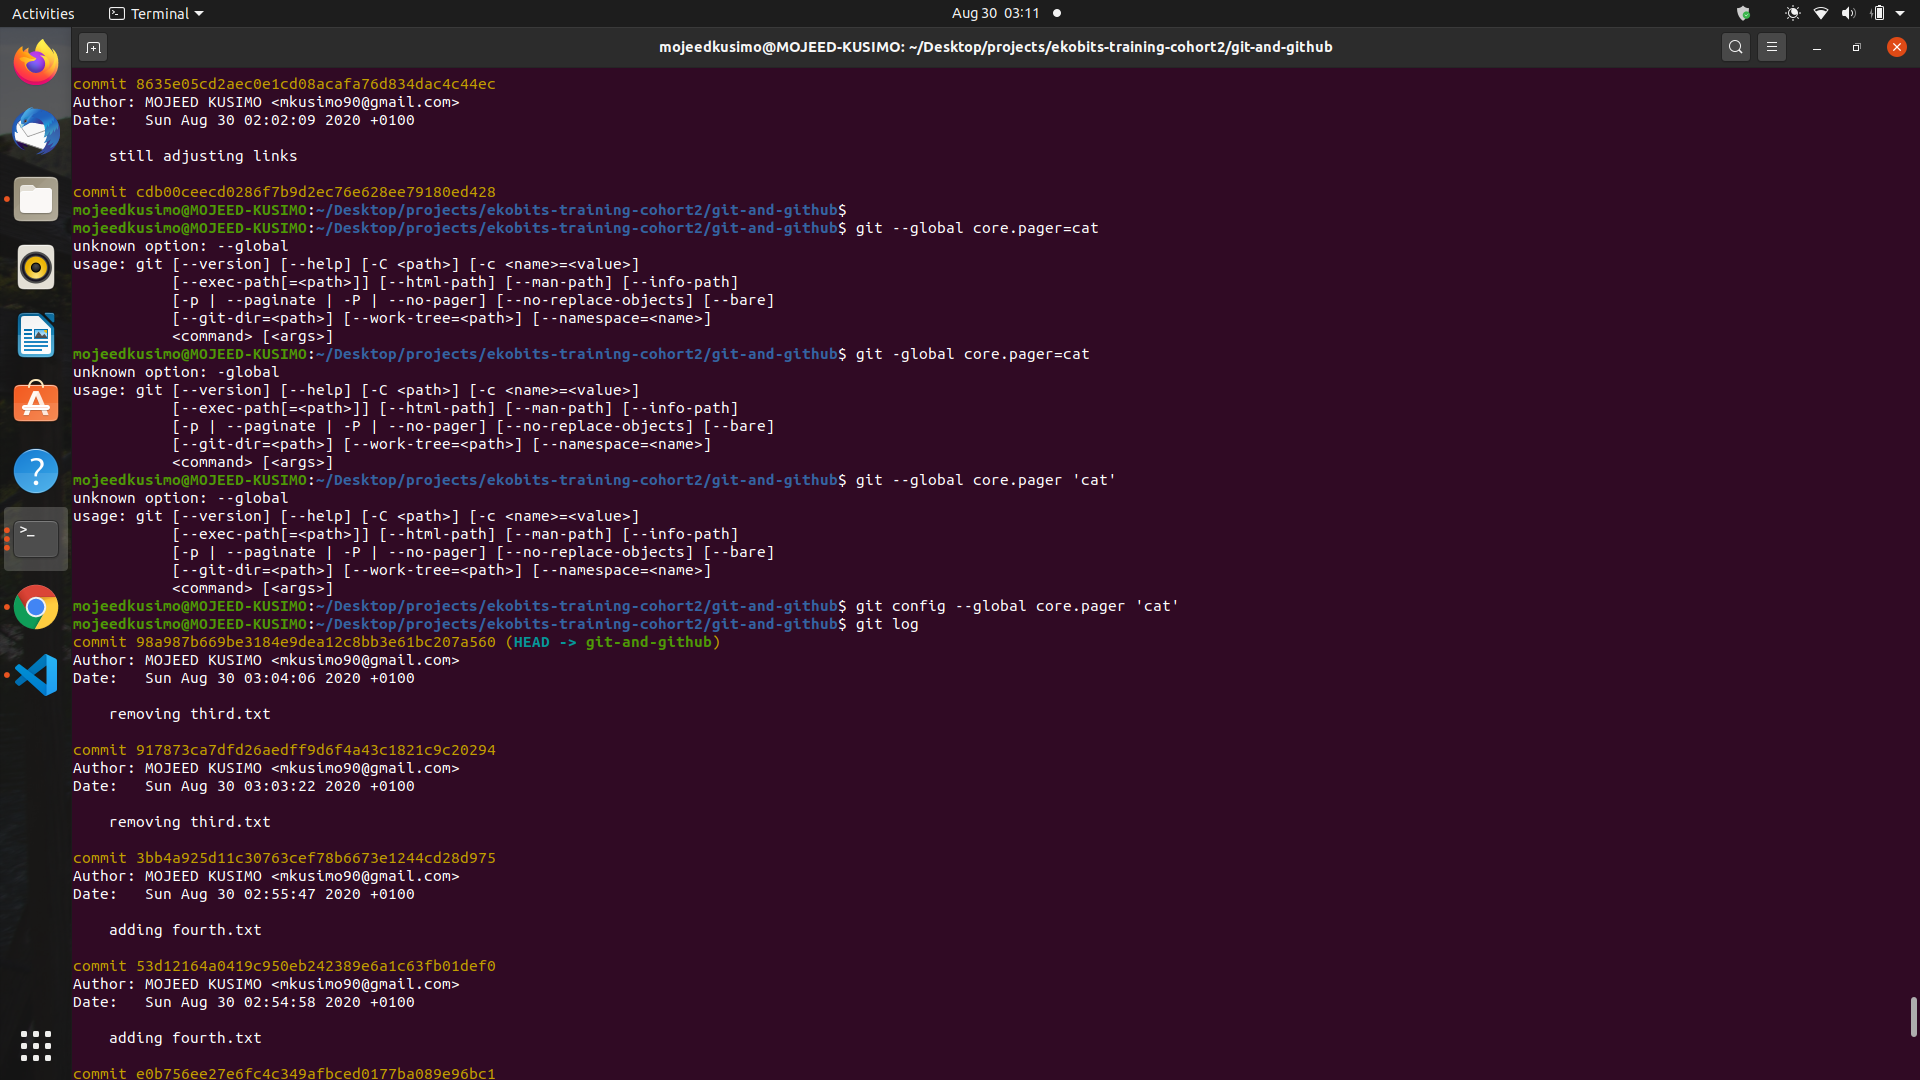 Activities
Terminal
Aug 30 03:11
mojeedkusimo@MOJEED-KUSIMO: ~/Desktop/projects/ekobits-training-cohort2/git-and-github
commit 8635e05cd2aec0e1cd08acafa76d834dac4c44ec
Author: MOJEED KUSIMO <mkusimo90@gmail.com>
Date:   Sun Aug 30 02:02:09 2020 +0100
    still adjusting links
commit cdb00ceecd0286f7b9d2ec76e628ee79180ed428
mojeedkusimo@MOJEED-KUSIMO:~/Desktop/projects/ekobits-training-cohort2/git-and-github$
mojeedkusimo@MOJEED-KUSIMO:~/Desktop/projects/ekobits-training-cohort2/git-and-github$ git --global core.pager=cat
unknown option: --global
usage: git [--version] [--help] [-C <path>] [-c <name>=<value>]
           [--exec-path[=<path>]] [--html-path] [--man-path] [--info-path]
           [-p | --paginate | -P | --no-pager] [--no-replace-objects] [--bare]
           [--git-dir=<path>] [--work-tree=<path>] [--namespace=<name>]
           <command> [<args>]
mojeedkusimo@MOJEED-KUSIMO:~/Desktop/projects/ekobits-training-cohort2/git-and-github$ git -global core.pager=cat
unknown option: -global
usage: git [--version] [--help] [-C <path>] [-c <name>=<value>]
           [--exec-path[=<path>]] [--html-path] [--man-path] [--info-path]
           [-p | --paginate | -P | --no-pager] [--no-replace-objects] [--bare]
           [--git-dir=<path>] [--work-tree=<path>] [--namespace=<name>]
           <command> [<args>]
mojeedkusimo@MOJEED-KUSIMO:~/Desktop/projects/ekobits-training-cohort2/git-and-github$ git --global core.pager 'cat'
unknown option: --global
usage: git [--version] [--help] [-C <path>] [-c <name>=<value>]
           [--exec-path[=<path>]] [--html-path] [--man-path] [--info-path]
           [-p | --paginate | -P | --no-pager] [--no-replace-objects] [--bare]
           [--git-dir=<path>] [--work-tree=<path>] [--namespace=<name>]
           <command> [<args>]
mojeedkusimo@MOJEED-KUSIMO:~/Desktop/projects/ekobits-training-cohort2/git-and-github$ git config --global core.pager 'cat'
mojeedkusimo@MOJEED-KUSIMO:~/Desktop/projects/ekobits-training-cohort2/git-and-github$ git log
commit 98a987b669be3184e9dea12c8bb3e61bc207a560 (HEAD -> git-and-github)
Author: MOJEED KUSIMO <mkusimo90@gmail.com>
Date:   Sun Aug 30 03:04:06 2020 +0100
    removing third.txt
commit 917873ca7dfd26aedff9d6f4a43c1821c9c20294
Author: MOJEED KUSIMO <mkusimo90@gmail.com>
Date:   Sun Aug 30 03:03:22 2020 +0100
    removing third.txt
commit 3bb4a925d11c30763cef78b6673e1244cd28d975
Author: MOJEED KUSIMO <mkusimo90@gmail.com>
Date:   Sun Aug 30 02:55:47 2020 +0100
    adding fourth.txt
commit 53d12164a0419c950eb242389e6a1c63fb01def0
Author: MOJEED KUSIMO <mkusimo90@gmail.com>
Date:   Sun Aug 30 02:54:58 2020 +0100
    adding fourth.txt
commit e0b756ee27e6fc4c349afbced0177ba089e96bc1